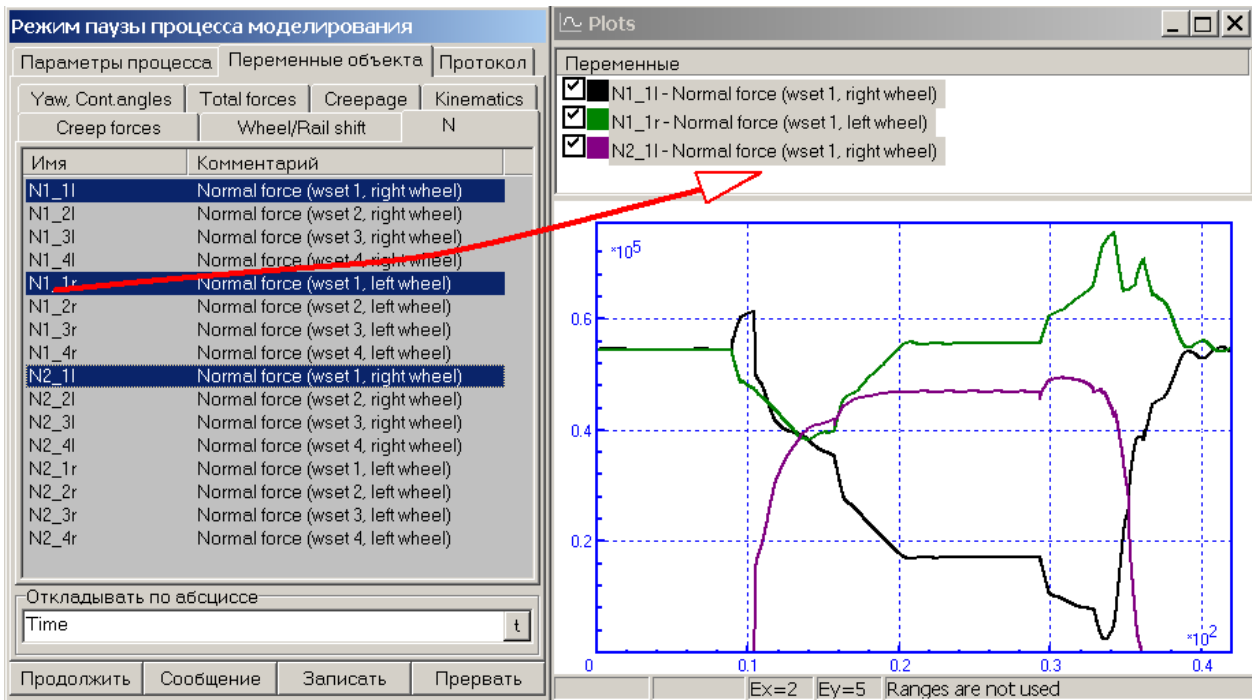 Режим паузы процесса моделирования
Параметры процесса Переменные объекта Протокол
Yaw, Cont.angles Total forces Creepage Kinematics
Creep forces Wheel/Rail shift N
Имя Комментарий
N1_1l Normal force (wset 1, right wheel)
N1_2l Normal force (wset 2, right wheel)
N1_3l Normal force (wset 3, right wheel)
N1_4l Normal force (wset 4, right wheel)
N1_1r Normal force (wset 1, left wheel)
N1_2r Normal force (wset 2, left wheel)
N1_3r Normal force (wset 3, left wheel)
N1_4r Normal force (wset 4, left wheel)
N2_1l Normal force (wset 1, right wheel)
N2_2l Normal force (wset 2, right wheel)
N2_3l Normal force (wset 3, right wheel)
N2_4l Normal force (wset 4, right wheel)
N2_1r Normal force (wset 1, left wheel)
N2_2r Normal force (wset 2, left wheel)
N2_3r Normal force (wset 3, left wheel)
N2_4r Normal force (wset 4, left wheel)
Откладывать по абсциссе
Time t
Продолжить Сообщение Записать Прервать
Plots
Переменные
N1_1l - Normal force (wset 1, right wheel)
N1_1r - Normal force (wset 1, left wheel)
N2_1l - Normal force (wset 1, right wheel)
*10^5
0.6
0.4
0.2
*10^2
0 0.1 0.2 0.3 0.4
Ex=2 Ey=5 Ranges are not used